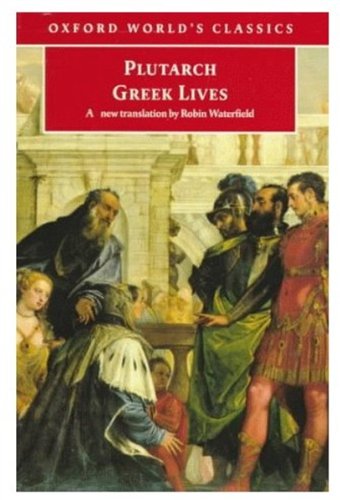 OXFORD WORLD'S CLASSICS
PLUTARCH
GREEK LIVES
A new translation by Robin Waterfield